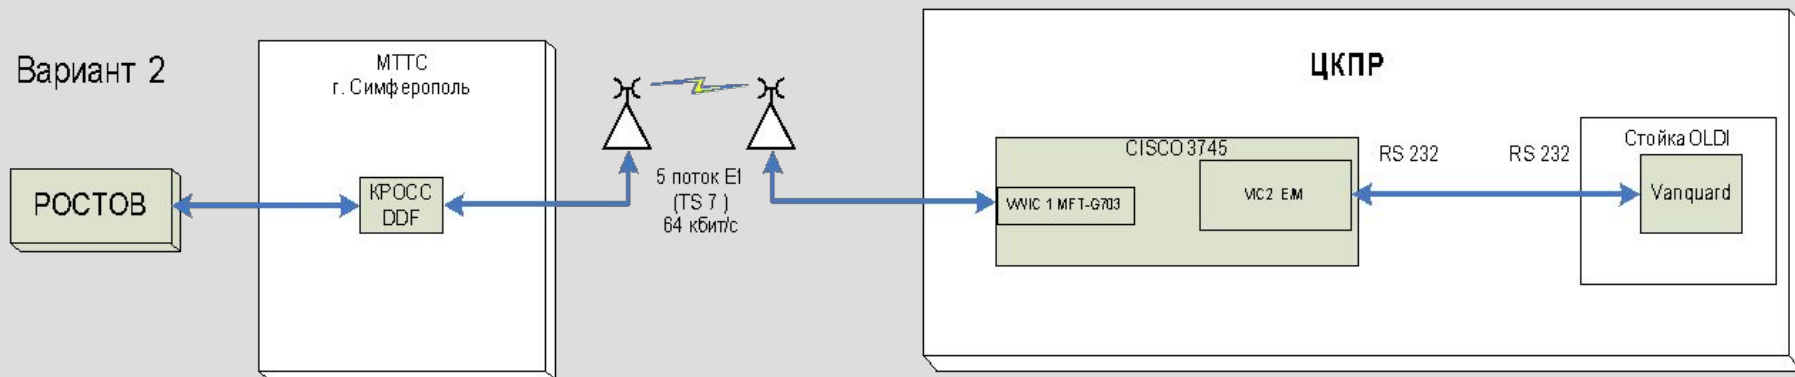 Вариант 2
МТТС
г. Симферополь
РОСТОВ
КРОСС
DDF
5 поток E1
(TS 7 )
64 кбит/с
ЦКПР
CISCO 3745
WIC 1 MFT-G703
VIC2 E/M
RS 232
RS 232
Стойка OLDI
Vanquard